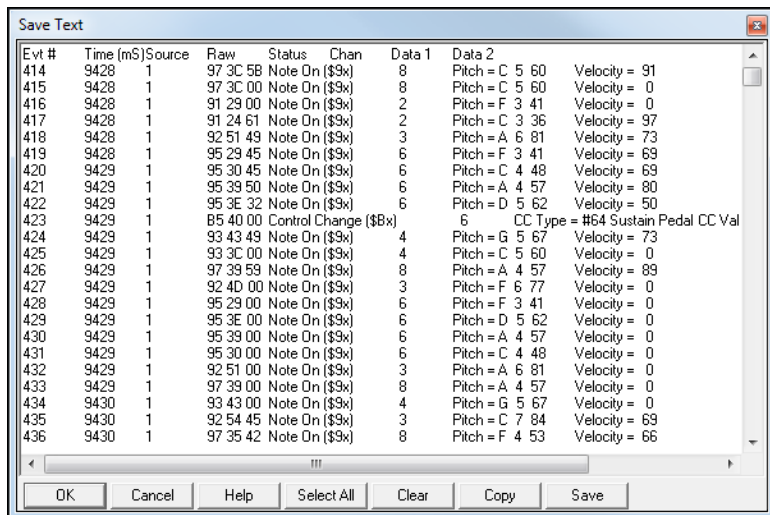 Save Text
Evt # Time (mS)Source Raw Status Chan Data 1 Data 2
414 9428 1 97 3C 5B Note On ($9x) 8 Pitch = C 5 60 Velocity = 91
415 9428 1 97 3C 00 Note On ($9x) 8 Pitch = C 5 60 Velocity = 0
416 9428 1 91 29 00 Note On ($9x) 2 Pitch = F 3 41 Velocity = 0
417 9428 1 91 24 61 Note On ($9x) 2 Pitch = C 3 36 Velocity = 97
418 9428 1 92 51 49 Note On ($9x) 3 Pitch = A 6 81 Velocity = 73
419 9428 1 95 29 45 Note On ($9x) 6 Pitch = F 3 41 Velocity = 69
420 9429 1 95 30 45 Note On ($9x) 6 Pitch = C 4 48 Velocity = 69
421 9429 1 95 39 50 Note On ($9x) 6 Pitch = A 4 57 Velocity = 80
422 9429 1 95 3E 32 Note On ($9x) 6 Pitch = D 5 62 Velocity = 50
423 9429 1 B5 40 00 Control Change ($Bx) 6 CC Type = #64 Sustain Pedal CC Val
424 9429 1 93 43 49 Note On ($9x) 4 Pitch = G 5 67 Velocity = 73
425 9429 1 93 3C 00 Note On ($9x) 4 Pitch = C 5 60 Velocity = 0
426 9429 1 97 39 59 Note On ($9x) 8 Pitch = A 4 57 Velocity = 89
427 9429 1 92 4D 00 Note On ($9x) 3 Pitch = F 6 77 Velocity = 0
428 9429 1 95 29 00 Note On ($9x) 6 Pitch = F 3 41 Velocity = 0
429 9429 1 95 3E 00 Note On ($9x) 6 Pitch = D 5 62 Velocity = 0
430 9429 1 95 39 00 Note On ($9x) 6 Pitch = A 4 57 Velocity = 0
431 9429 1 95 30 00 Note On ($9x) 6 Pitch = C 4 48 Velocity = 0
432 9429 1 92 51 00 Note On ($9x) 3 Pitch = A 6 81 Velocity = 0
433 9429 1 97 39 00 Note On ($9x) 8 Pitch = A 4 57 Velocity = 0
434 9430 1 93 43 00 Note On ($9x) 4 Pitch = G 5 67 Velocity = 0
435 9430 1 92 54 45 Note On ($9x) 3 Pitch = C 7 84 Velocity = 69
436 9430 1 97 35 42 Note On ($9x) 8 Pitch = F 4 53 Velocity = 66
OK Cancel Help Select All Clear Copy Save